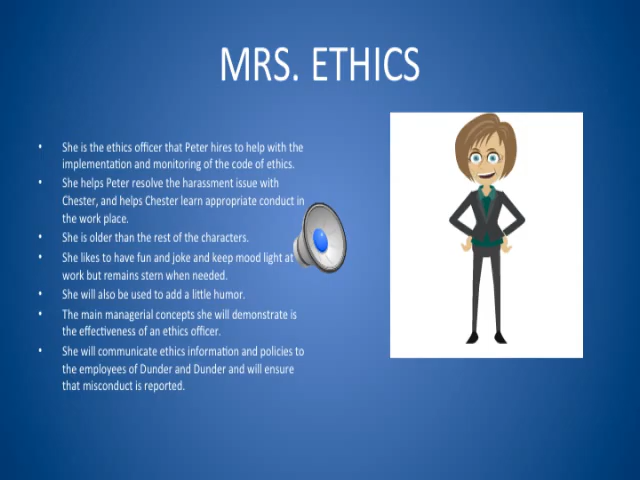 MRS. ETHICS
• She is the ethics officer that Peter hires to help with the
implementation and monitoring of the code of ethics.
• She helps Peter resolve the harassment issue with
Chester, and helps Chester learn appropriate conduct in
the work place.
• She is older than the rest of the characters.
• She likes to have fun and joke and keep mood light at
work but remains stern when needed.
• She will also be used to add a little humor.
• The main managerial concepts she will demonstrate is
the effectiveness of an ethics officer.
• She will communicate ethics information and policies to
the employees of Dunder and Dunder and will ensure
that misconduct is reported.